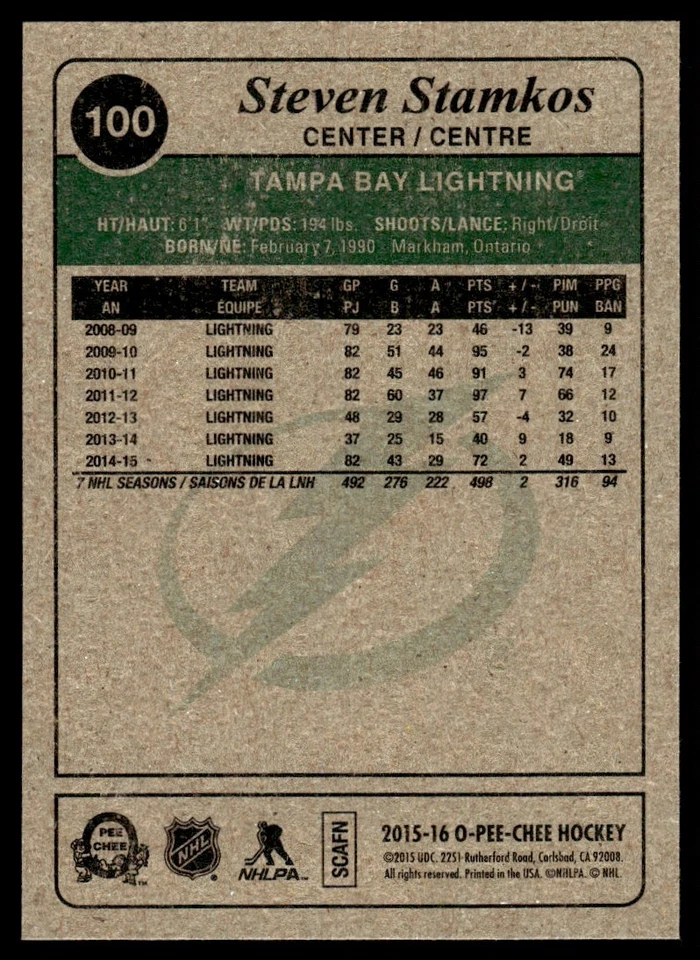 100
Steven Stamkos
CENTER / CENTRE
TAMPA BAY LIGHTNING
HT/HAUT: 6'1" WT/PDS: 194 lbs. SHOOTS/LANCE: Right/Droit
BORN/NÉ: February 7, 1990 Markham, Ontario
YEAR TEAM GP G A PTS + / - PIM PPG
AN ÉQUIPE PJ B A PTS + / - PUN BAN
2008-09 LIGHTNING 79 23 23 46 -13 39 9
2009-10 LIGHTNING 82 51 44 95 -2 38 24
2010-11 LIGHTNING 82 45 46 91 3 74 17
2011-12 LIGHTNING 82 60 37 97 7 66 12
2012-13 LIGHTNING 48 29 28 57 -4 32 10
2013-14 LIGHTNING 37 25 15 40 9 18 9
2014-15 LIGHTNING 82 43 29 72 2 49 13
7 NHL SEASONS / SAISONS DE LA LNH 492 276 222 498 2 316 94
PEE
CHEE
TM
NHL
®
NHLPA
SCAFN
2015-16 O-PEE-CHEE HOCKEY
©2015 UDC. 2251 Rutherford Road, Carlsbad, CA 92008.
All rights reserved. Printed in the USA. ©NHLPA. © NHL.